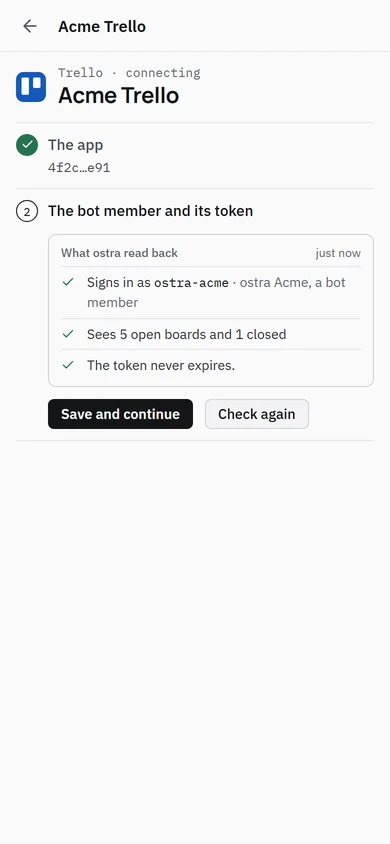 Acme Trello
Trello · connecting
Acme Trello
The app
4f2c…e91
2
The bot member and its token
What ostra read back
just now
Signs in as ostra-acme · ostra Acme, a bot
member
Sees 5 open boards and 1 closed
The token never expires.
Save and continue
Check again